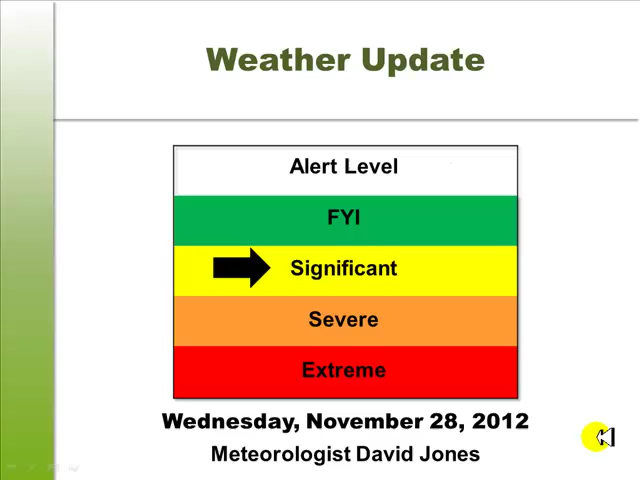 Weather Update
Alert Level
FYI
Significant
Severe
Extreme
Wednesday, November 28, 2012
Meteorologist David Jones